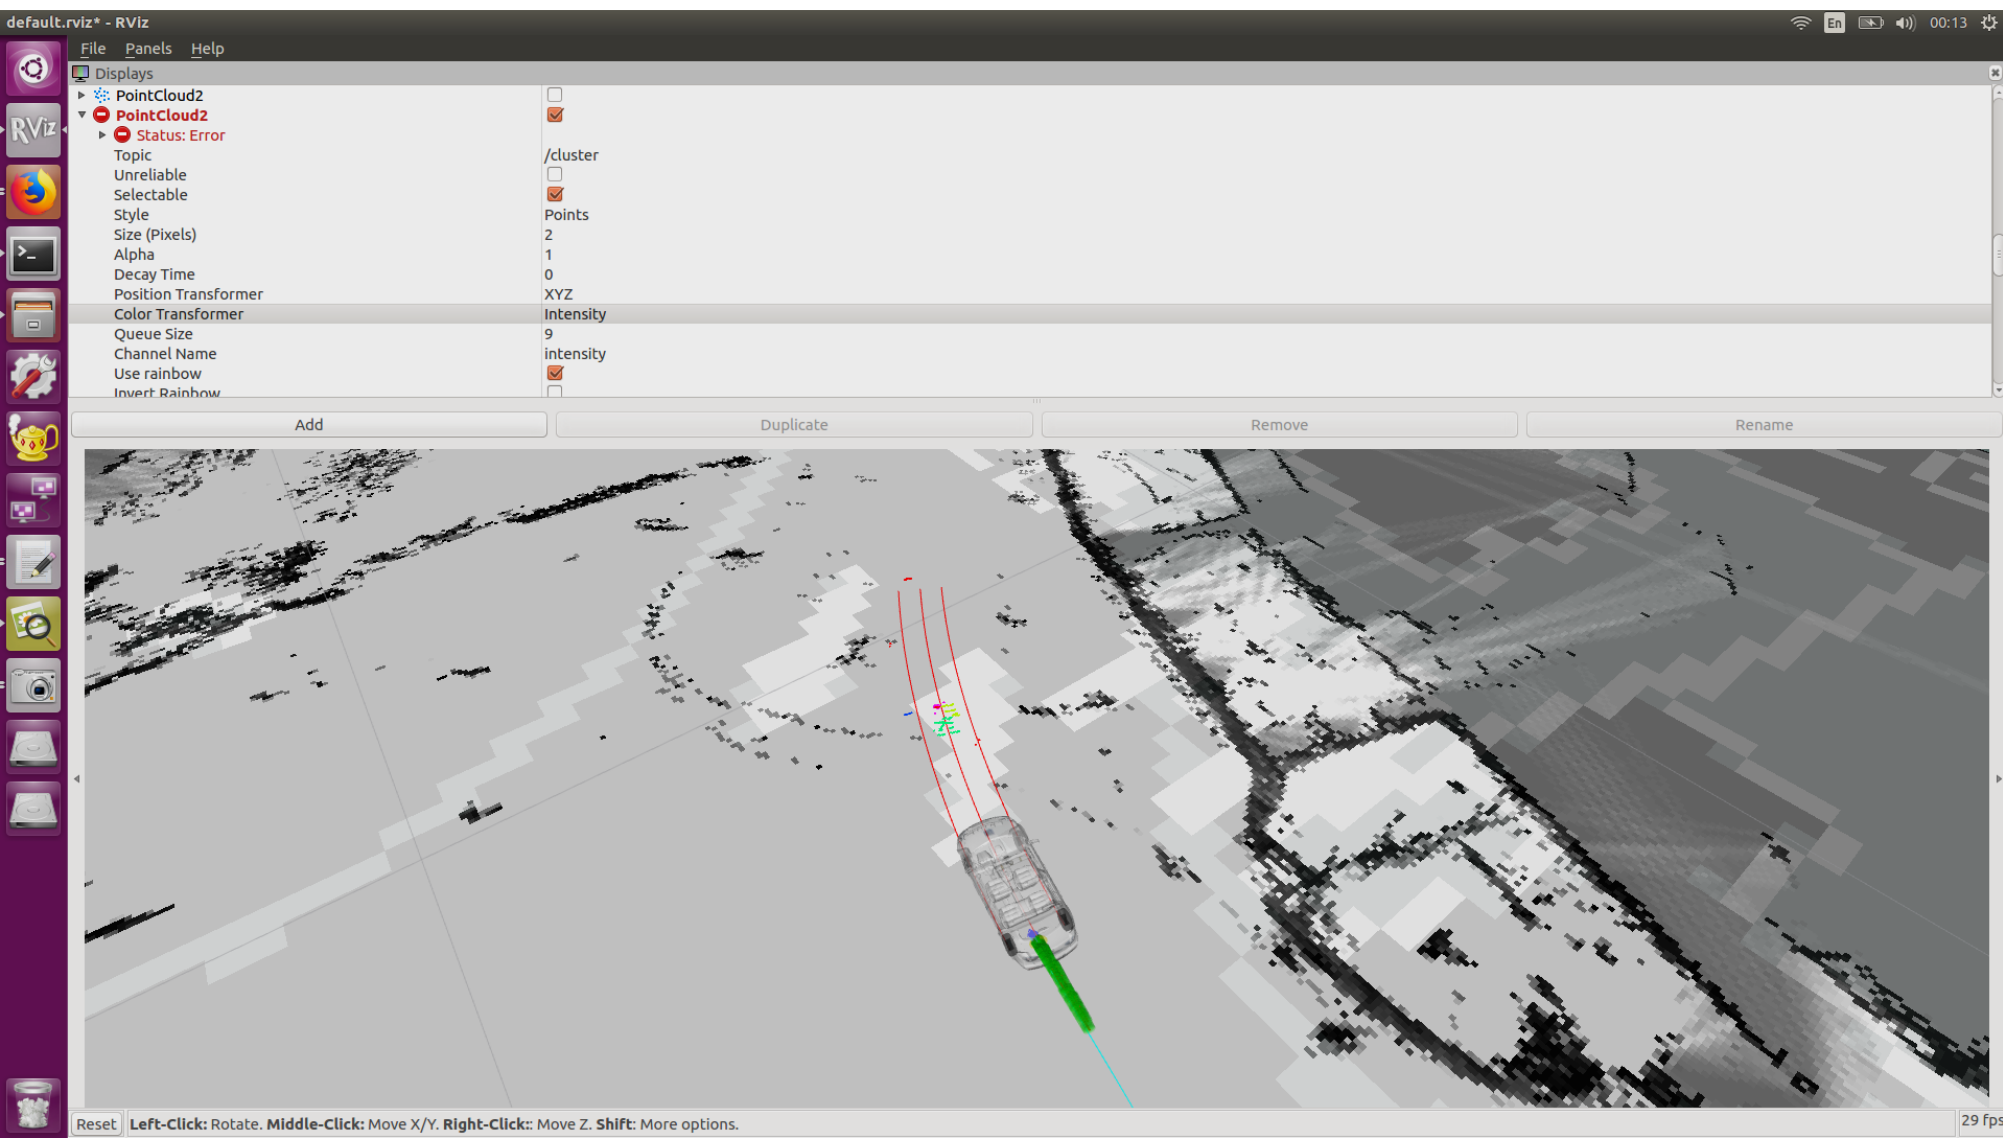 default.rviz* - RViz
En
00:13
File Panels Help
RViz
Displays
PointCloud2
PointCloud2
Status: Error
Topic /cluster
Unreliable
Selectable
Style Points
Size (Pixels) 2
Alpha 1
Decay Time 0
Position Transformer XYZ
Color Transformer Intensity
Queue Size 9
Channel Name intensity
Use rainbow
Invert Rainbow
Add Duplicate Remove Rename
Reset Left-Click: Rotate. Middle-Click: Move X/Y. Right-Click:: Move Z. Shift: More options. 29 fps